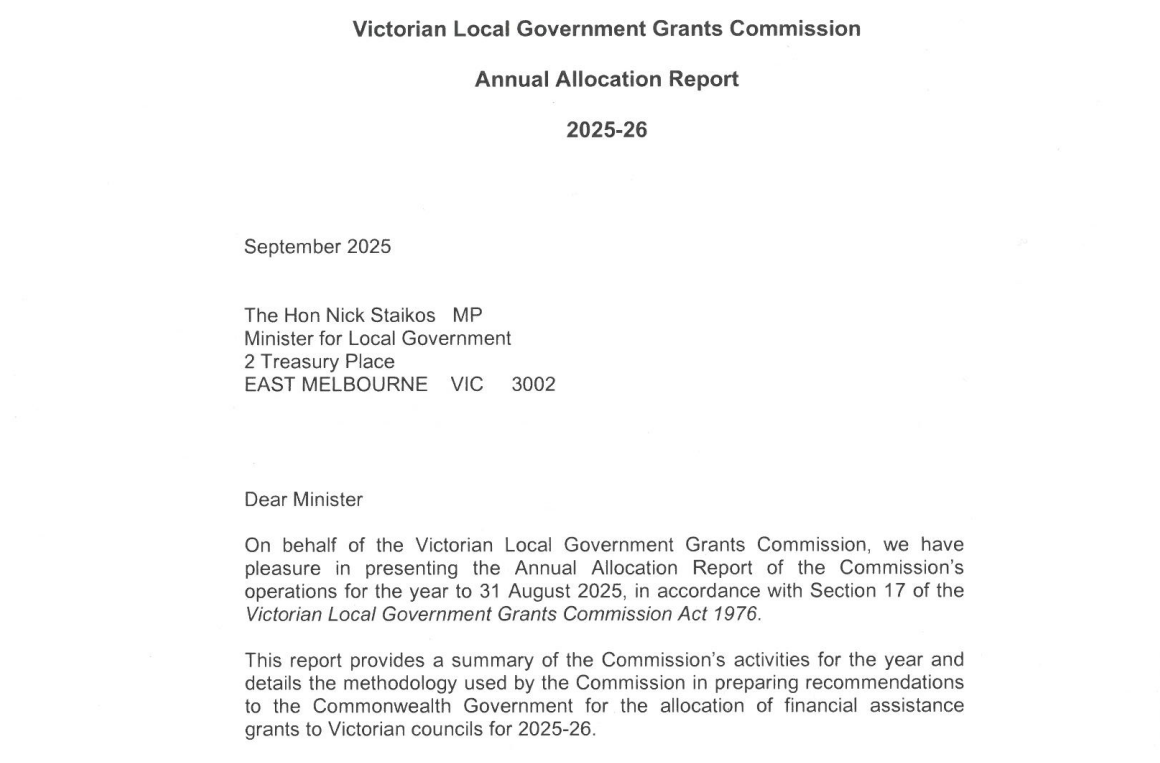 Victorian Local Government Grants Commission
Annual Allocation Report
2025-26
September 2025
The Hon Nick Staikos MP
Minister for Local Government
2 Treasury Place
EAST MELBOURNE VIC 3002
Dear Minister
On behalf of the Victorian Local Government Grants Commission, we have
pleasure in presenting the Annual Allocation Report of the Commission's
operations for the year to 31 August 2025, in accordance with Section 17 of the
Victorian Local Government Grants Commission Act 1976.
This report provides a summary of the Commission's activities for the year and
details the methodology used by the Commission in preparing recommendations
to the Commonwealth Government for the allocation of financial assistance
grants to Victorian councils for 2025-26.